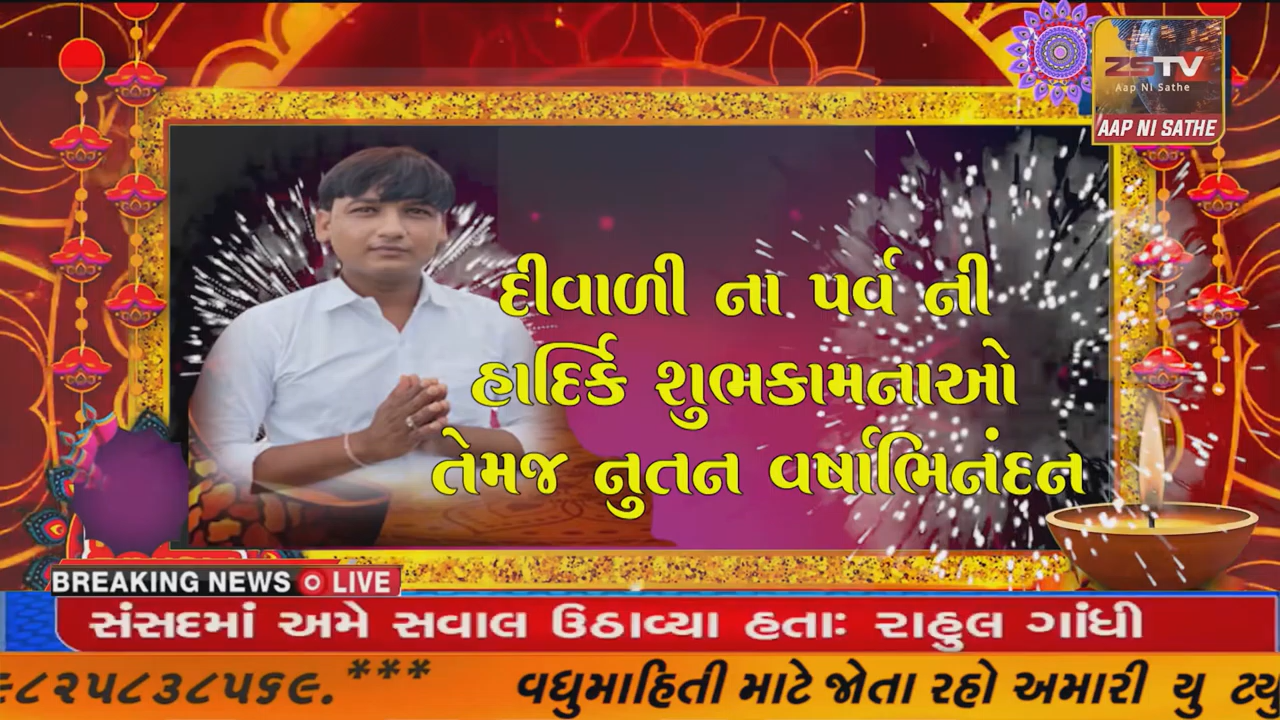 ZSTV
Aap Ni Sathe
AAP NI SATHE
દીવાળી ના પર્વ ની
હાદિર્ક શુભકામનાઓ
તેમજ નુતન વર્ષાભિનંદન
BREAKING NEWS LIVE
સંસદમાં અમે સવાલ ઉઠાવ્યા હતાઃ રાહુલ ગાંધી
૯૮૨૫૮૩૮૫૬૯.*** વધુમાહિતી માટે જોતા રહો અમારી યુ ટ્યુ